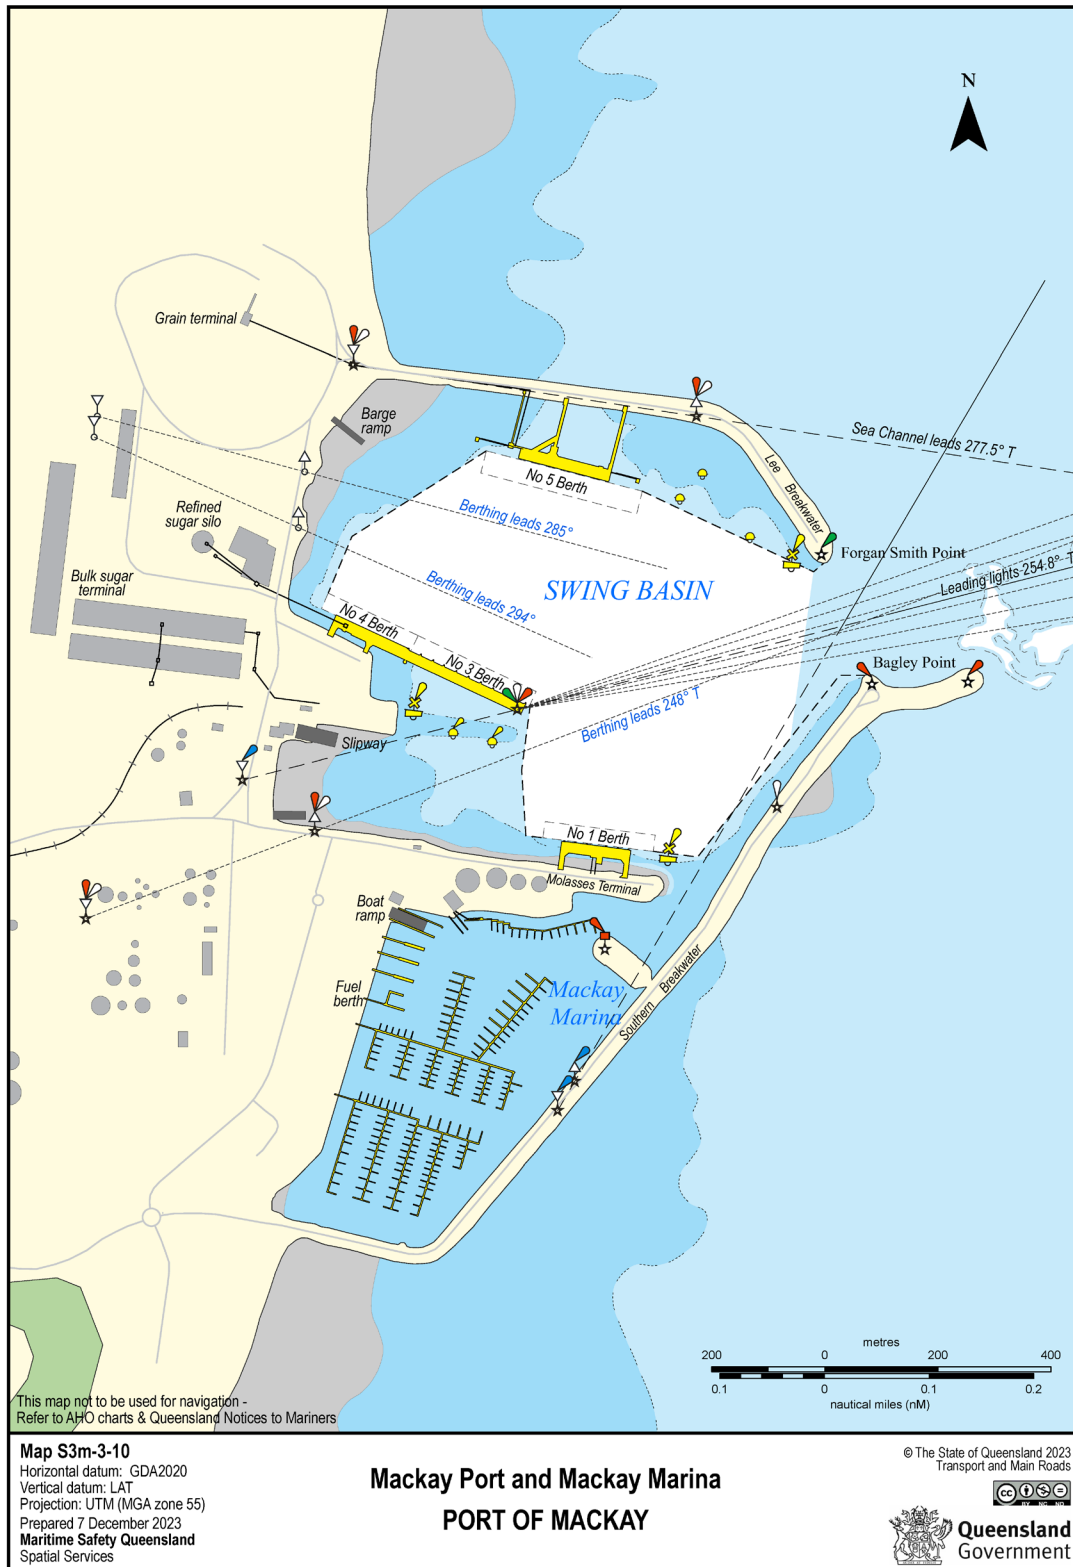 N
Grain terminal
Barge
ramp
Sea Channel leads 277.5° T
Lee Breakwater
No 5 Berth
Refined
sugar silo
Berthing leads 285°
Forgan Smith Point
Leading lights 254.8° T
Bulk sugar
terminal
Berthing leads 294°
SWING BASIN
No 4 Berth
No 3 Berth
Bagley Point
Berthing leads 248° T
Slipway
No 1 Berth
Molasses Terminal
Boat
ramp
Fuel
berth
Mackay
Marina
Southern Breakwater
metres
200 0 200 400
0.1 0 0.1 0.2
nautical miles (nM)
This map not to be used for navigation -
Refer to AHO charts & Queensland Notices to Mariners
Map S3m-3-10
Horizontal datum: GDA2020
Vertical datum: LAT
Projection: UTM (MGA zone 55)
Prepared 7 December 2023
Maritime Safety Queensland
Spatial Services
Mackay Port and Mackay Marina
PORT OF MACKAY
© The State of Queensland 2023
Transport and Main Roads
cc
BY NC ND
Queensland
Government